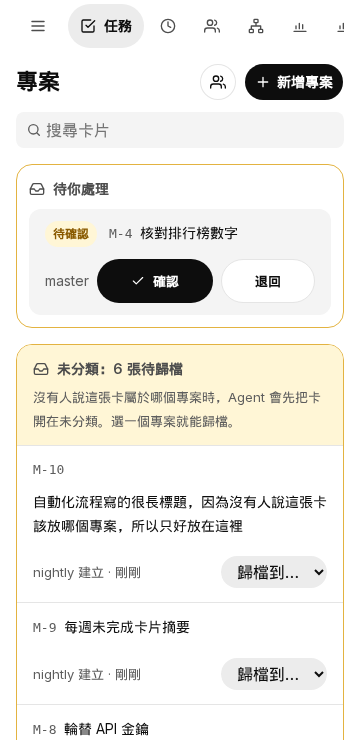 任務
專案
新增專案
搜尋卡片
待你處理
待確認 M-4 核對排行榜數字
master 確認 退回
未分類: 6 張待歸檔
沒有人說這張卡屬於哪個專案時，Agent 會先把卡
開在未分類。選一個專案就能歸檔。
M-10
自動化流程寫的很長標題，因為沒有人說這張卡
該放哪個專案，所以只好放在這裡
nightly 建立 · 剛剛 歸檔到...
M-9 每週未完成卡片摘要
nightly 建立 · 剛剛 歸檔到...
M-8 輪替 API 金鑰